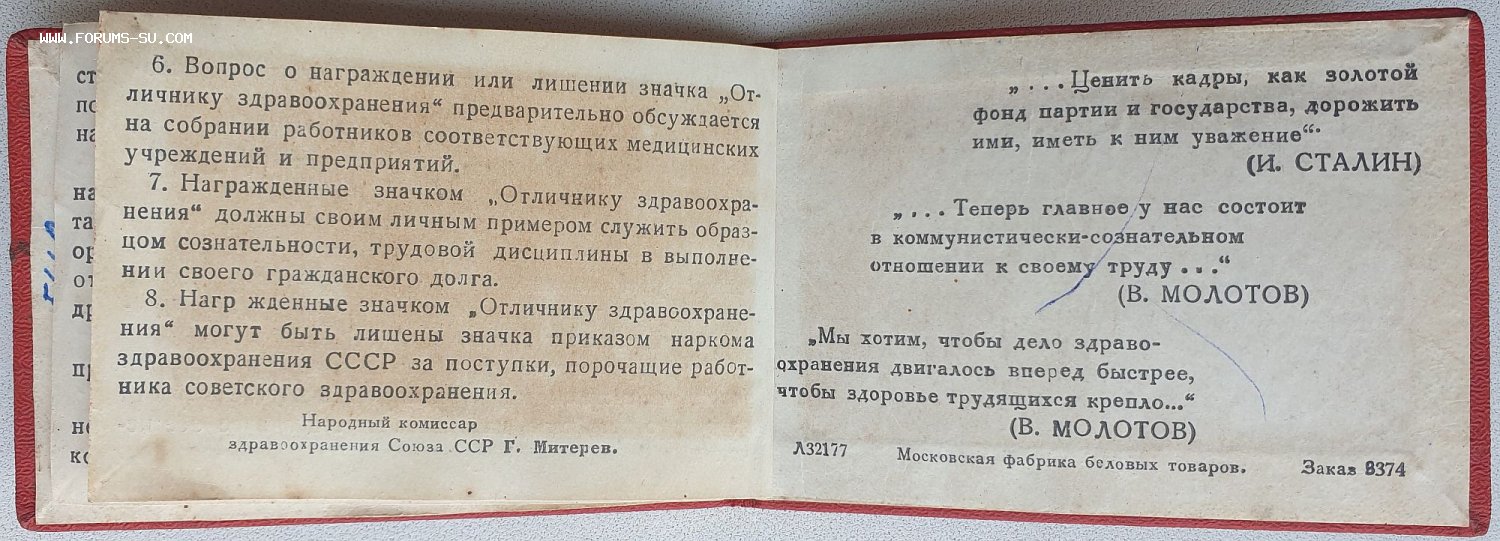 www.FORUMS-SU.COM
6. Вопрос о награждении или лишении значка „От-
личнику здравоохранения“ предварительно обсуждается
на собрании работников соответствующих медицинских
учреждений и предприятий.
7. Награжденные значком „Отличнику здравоохра-
нения“ должны своим личным примером служить образ-
цом сознательности, трудовой дисциплины в выполне-
нии своего гражданского долга.
8. Нагр жденные значком „Отличнику здравоохране-
ния“ могут быть лишены значка приказом наркома
здравоохранения СССР за поступки, порочащие работ-
ника советского здравоохранения.
Народный комиссар
здравоохранения Союза ССР Г. Митерев.
„...Ценить кадры, как золотой
фонд партии и государства, дорожить
ими, иметь к ним уважение“.
(И. СТАЛИН)
„...Теперь главное у нас состоит
в коммунистически-сознательном
отношении к своему труду...“
(В. МОЛОТОВ)
„Мы хотим, чтобы дело здраво-
охранения двигалось вперед быстрее,
чтобы здоровье трудящихся крепло...“
(В. МОЛОТОВ)
Л32177 Московская фабрика беловых товаров. Заказ 8374